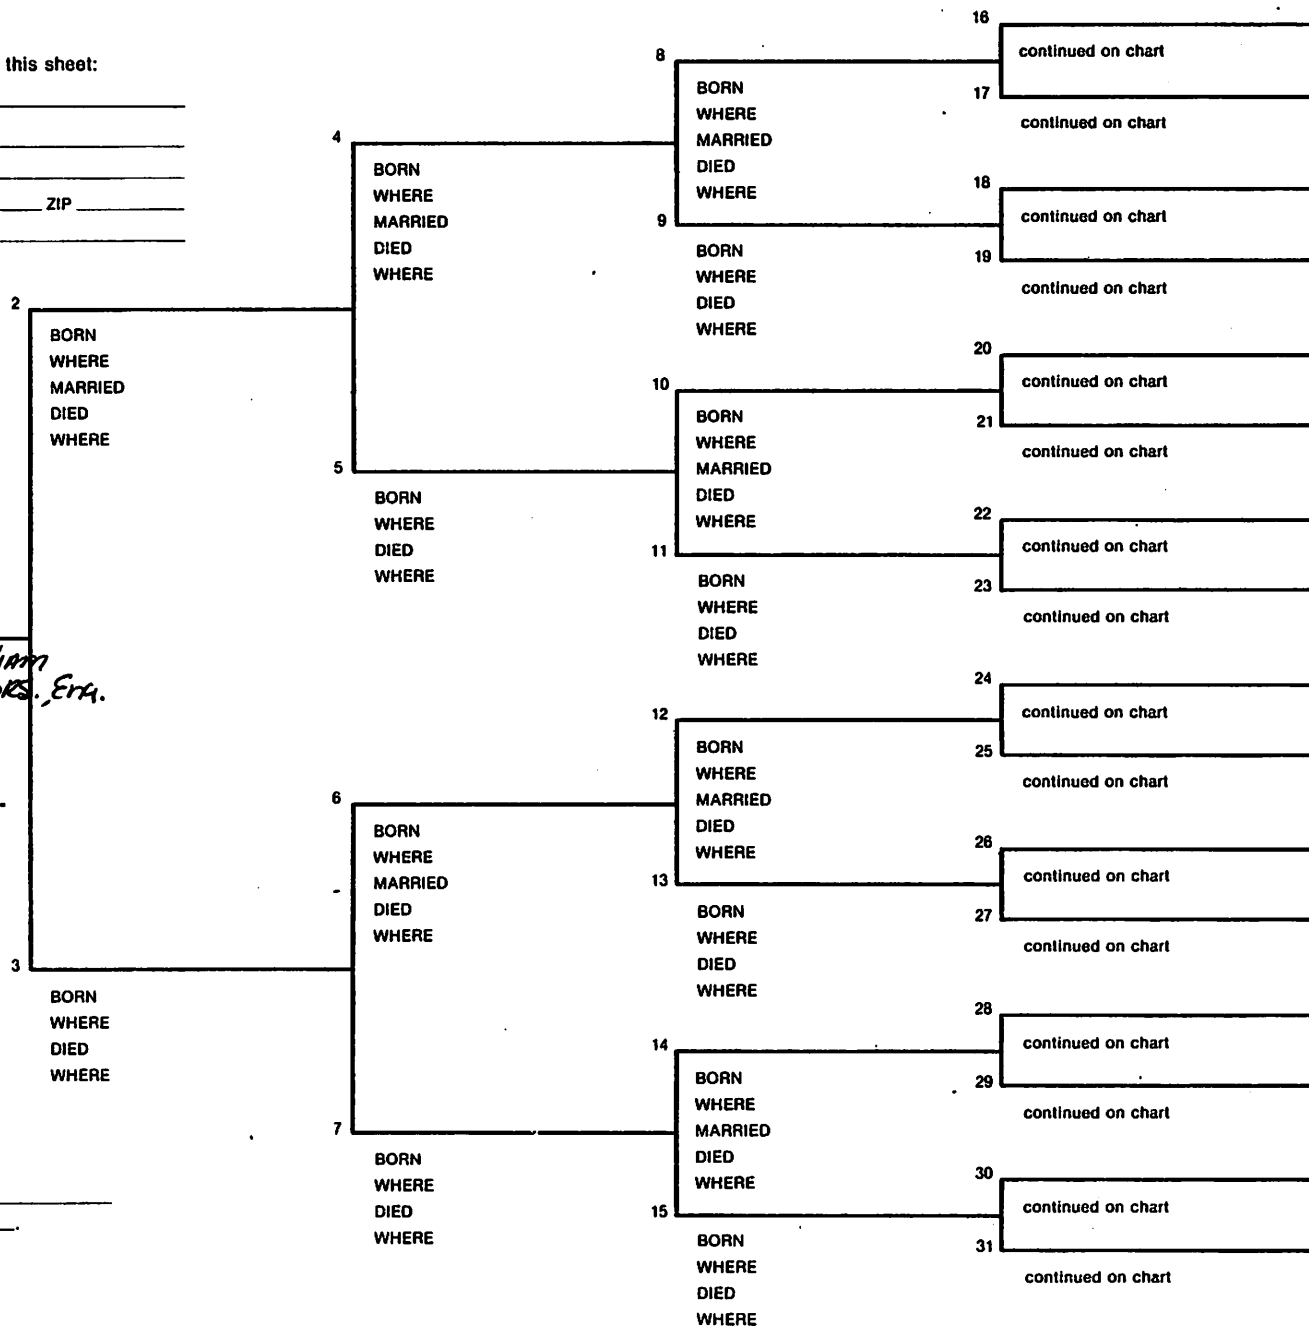 this sheet:
ZIP
2
BORN
WHERE
MARRIED
DIED
WHERE
Eng.
3
BORN
WHERE
DIED
WHERE
4
BORN
WHERE
MARRIED
DIED
WHERE
5
BORN
WHERE
DIED
WHERE
6
BORN
WHERE
MARRIED
DIED
WHERE
7
BORN
WHERE
DIED
WHERE
8
BORN
WHERE
MARRIED
DIED
WHERE
9
BORN
WHERE
DIED
WHERE
10
BORN
WHERE
MARRIED
DIED
WHERE
11
BORN
WHERE
DIED
WHERE
12
BORN
WHERE
MARRIED
DIED
WHERE
13
BORN
WHERE
DIED
WHERE
14
BORN
WHERE
MARRIED
DIED
WHERE
15
BORN
WHERE
DIED
WHERE
16
continued on chart
17
continued on chart
18
continued on chart
19
continued on chart
20
continued on chart
21
continued on chart
22
continued on chart
23
continued on chart
24
continued on chart
25
continued on chart
26
continued on chart
27
continued on chart
28
continued on chart
29
continued on chart
30
continued on chart
31
continued on chart